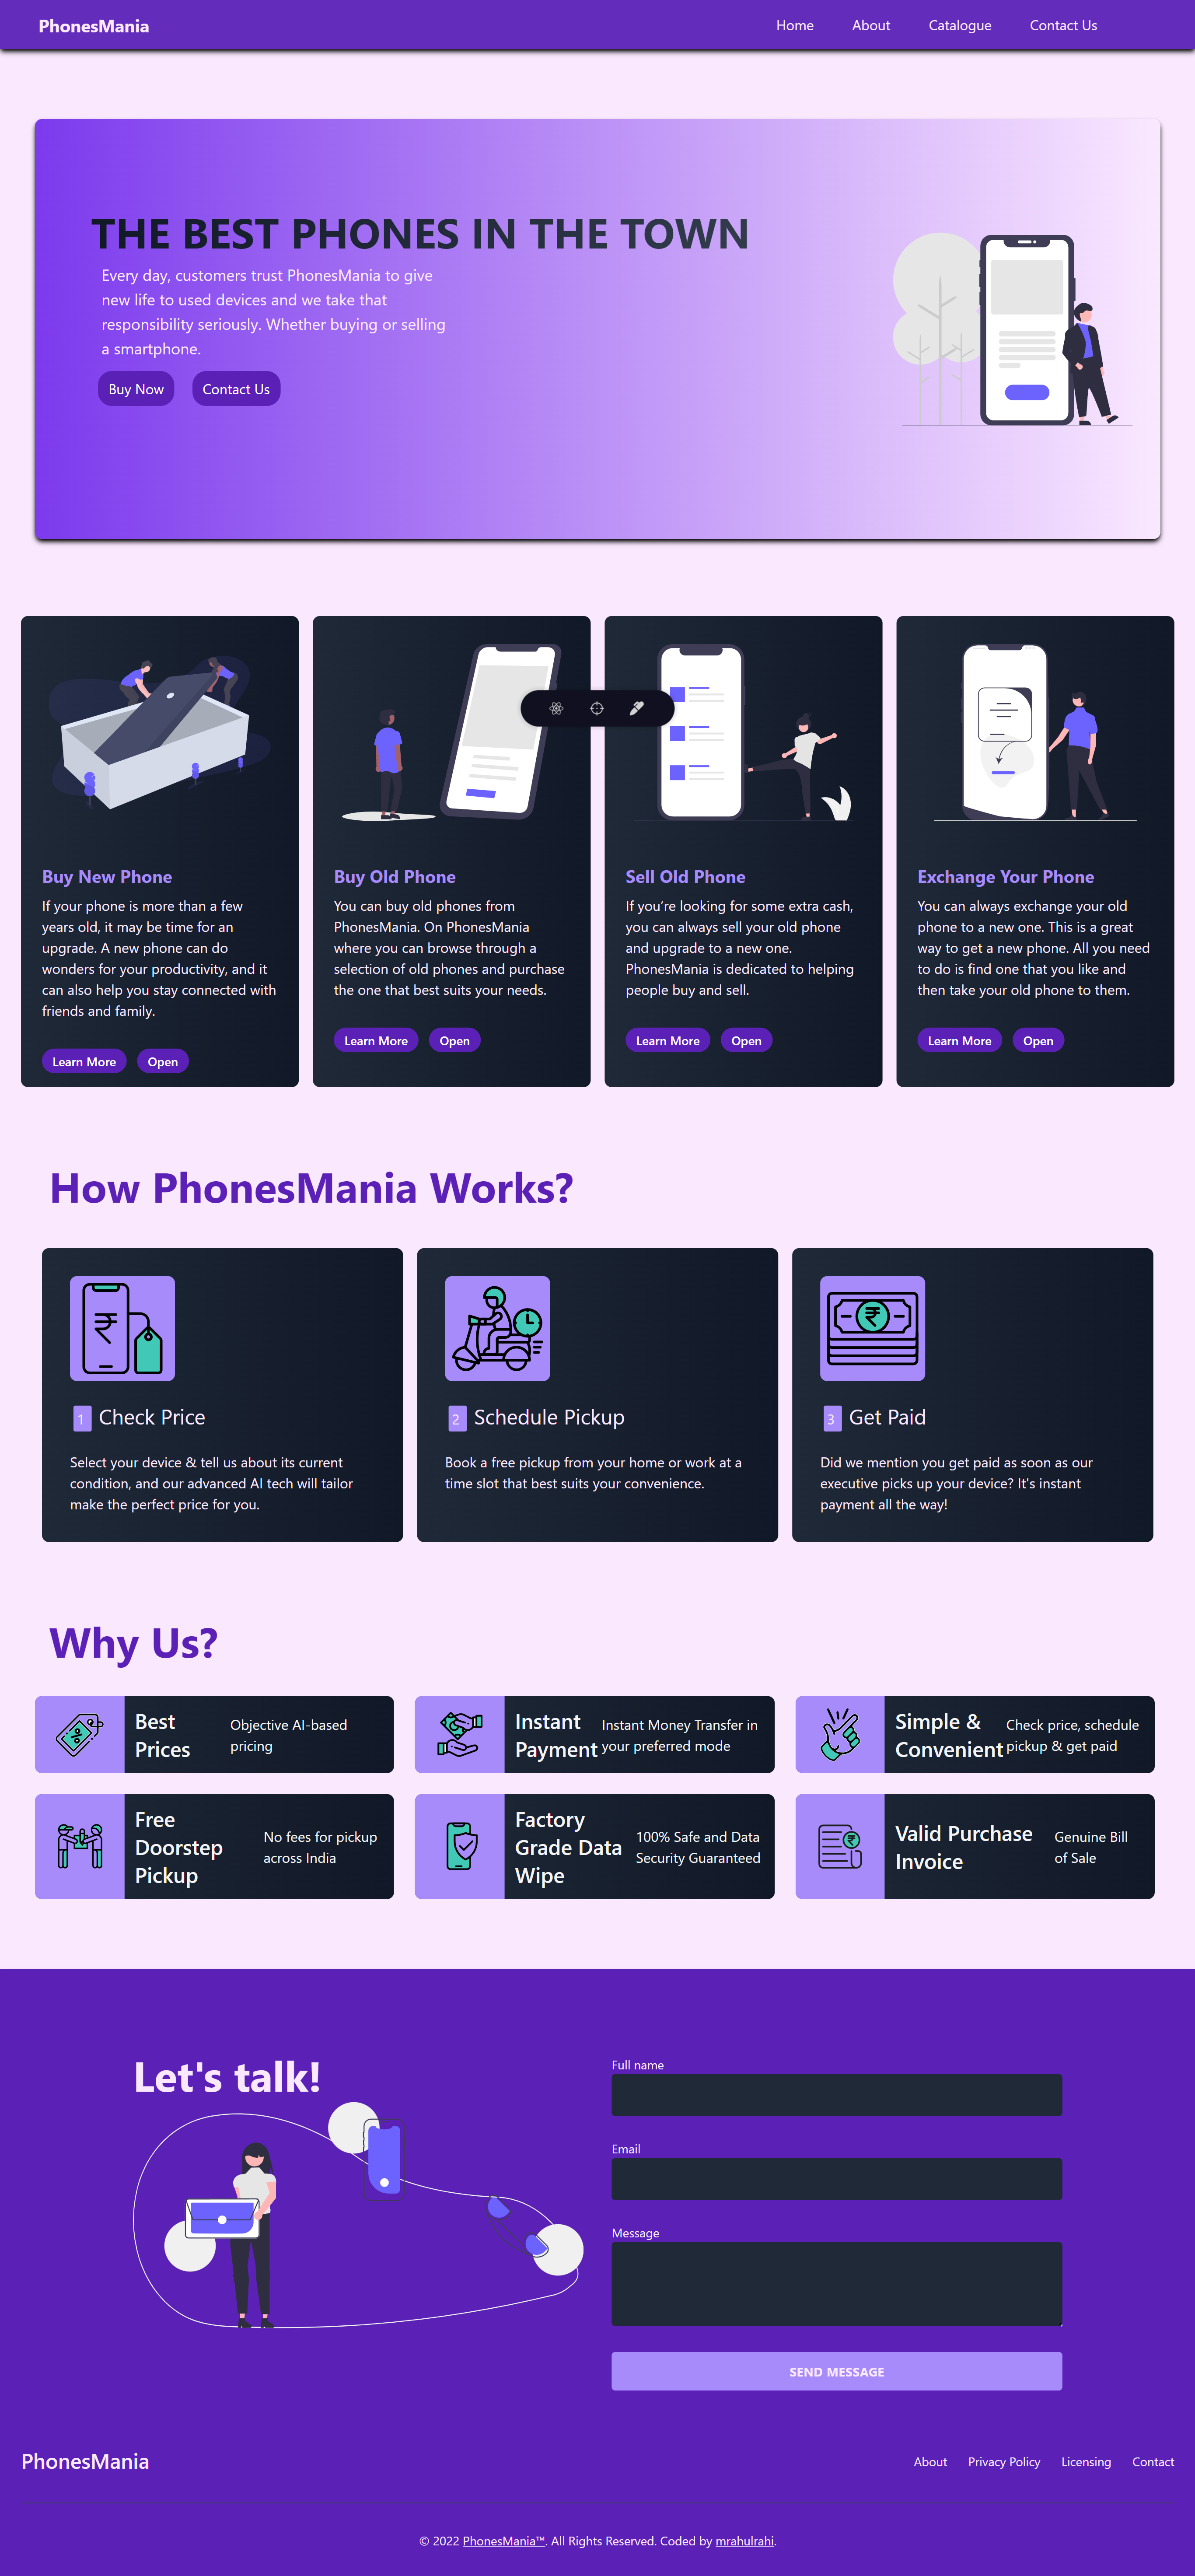 PhonesMania
Home
About
Catalogue
Contact Us
THE BEST PHONES IN THE TOWN
Every day, customers trust PhonesMania to give
new life to used devices and we take that
responsibility seriously. Whether buying or selling
a smartphone.
Buy Now
Contact Us
Buy New Phone
If your phone is more than a few
years old, it may be time for an
upgrade. A new phone can do
wonders for your productivity, and it
can also help you stay connected with
friends and family.
Learn More
Open
Buy Old Phone
You can buy old phones from
PhonesMania. On PhonesMania
where you can browse through a
selection of old phones and purchase
the one that best suits your needs.
Learn More
Open
Sell Old Phone
If you’re looking for some extra cash,
you can always sell your old phone
and upgrade to a new one.
PhonesMania is dedicated to helping
people buy and sell.
Learn More
Open
Exchange Your Phone
You can always exchange your old
phone to a new one. This is a great
way to get a new phone. All you need
to do is find one that you like and
then take your old phone to them.
Learn More
Open
How PhonesMania Works?
₹
1 Check Price
Select your device & tell us about its current
condition, and our advanced AI tech will tailor
make the perfect price for you.
2 Schedule Pickup
Book a free pickup from your home or work at a
time slot that best suits your convenience.
₹
3 Get Paid
Did we mention you get paid as soon as our
executive picks up your device? It's instant
payment all the way!
Why Us?
%
Best
Prices
Objective AI-based
pricing
Instant
Payment
Instant Money Transfer in
your preferred mode
Simple &
Convenient
Check price, schedule
pickup & get paid
Free
Doorstep
Pickup
No fees for pickup
across India
Factory
Grade Data
Wipe
100% Safe and Data
Security Guaranteed
₹
Valid Purchase
Invoice
Genuine Bill
of Sale
Let's talk!
Full name
Email
Message
SEND MESSAGE
PhonesMania
About
Privacy Policy
Licensing
Contact
© 2022 PhonesMania™. All Rights Reserved. Coded by mrahulrahi.